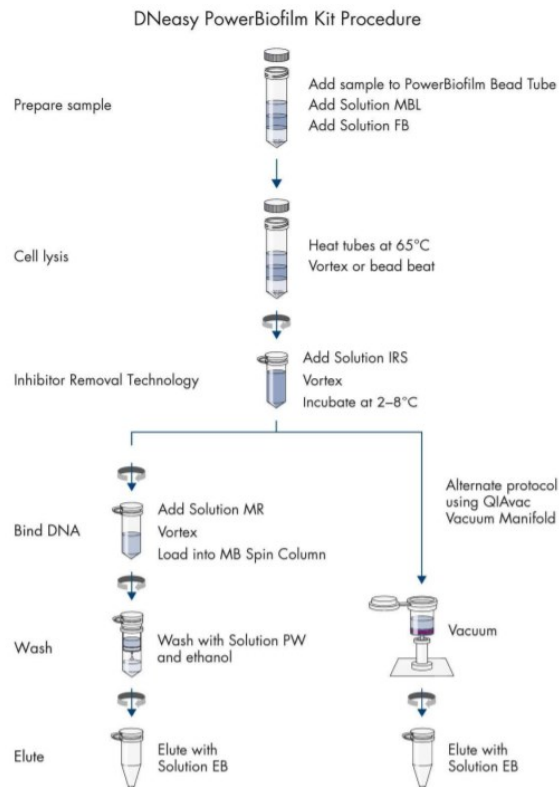 DNeasy PowerBiofilm Kit Procedure
Prepare sample
Add sample to PowerBiofilm Bead Tube
Add Solution MBL
Add Solution FB
Cell lysis
Heat tubes at 65°C
Vortex or bead beat
Inhibitor Removal Technology
Add Solution IRS
Vortex
Incubate at 2–8°C
Bind DNA
Add Solution MR
Vortex
Load into MB Spin Column
Alternate protocol
using QIAvac
Vacuum Manifold
Wash
Wash with Solution PW
and ethanol
Vacuum
Elute
Elute with
Solution EB
Elute with
Solution EB